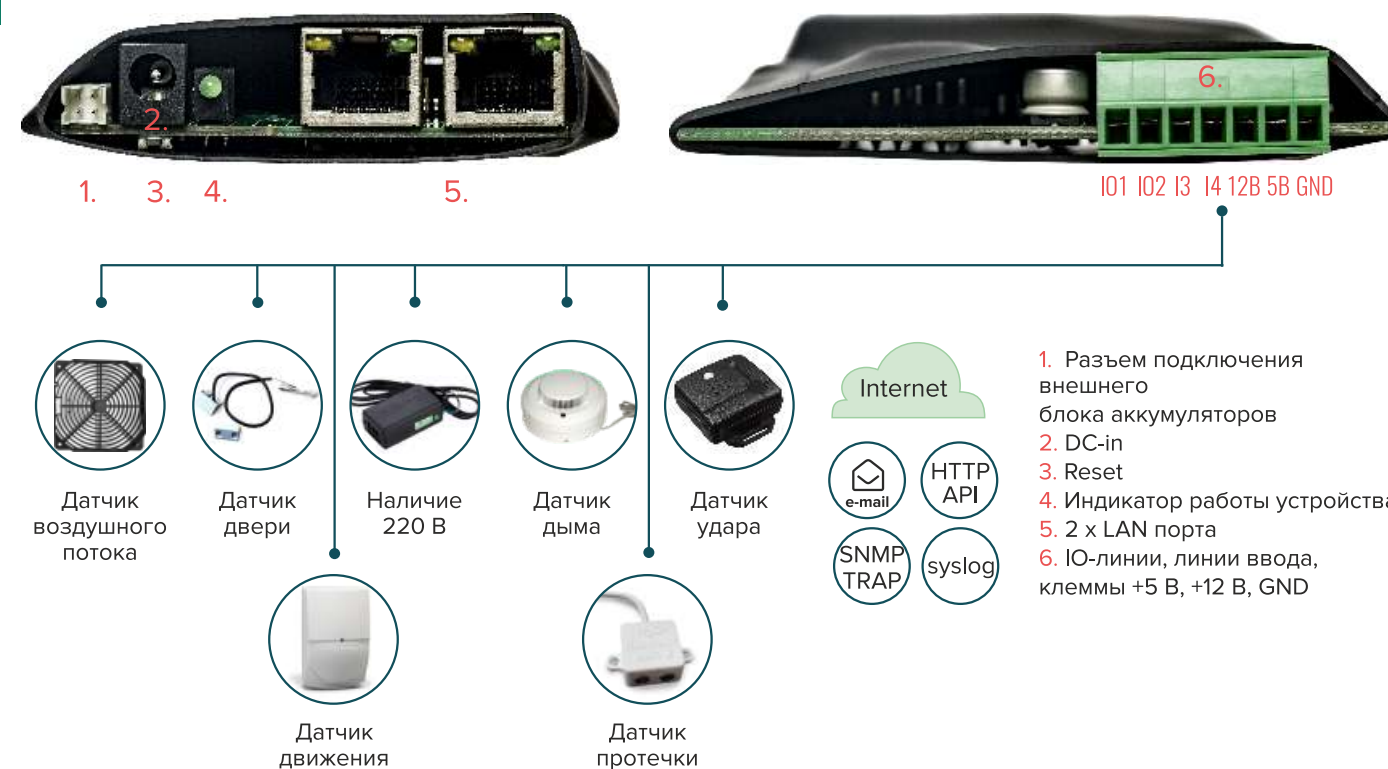 2.
6.
1.
3.
4.
5.
IO1 IO2 I3 I4 12В 5В GND
Датчик
воздушного
потока
Датчик
двери
Наличие
220 В
Датчик
дыма
Датчик
удара
Датчик
движения
Датчик
протечки
Internet
e-mail
HTTP
API
SNMP
TRAP
syslog
1. Разъем подключения
внешнего
блока аккумуляторов
2. DC-in
3. Reset
4. Индикатор работы устройства
5. 2 x LAN порта
6. IO-линии, линии ввода,
клеммы +5 В, +12 В, GND